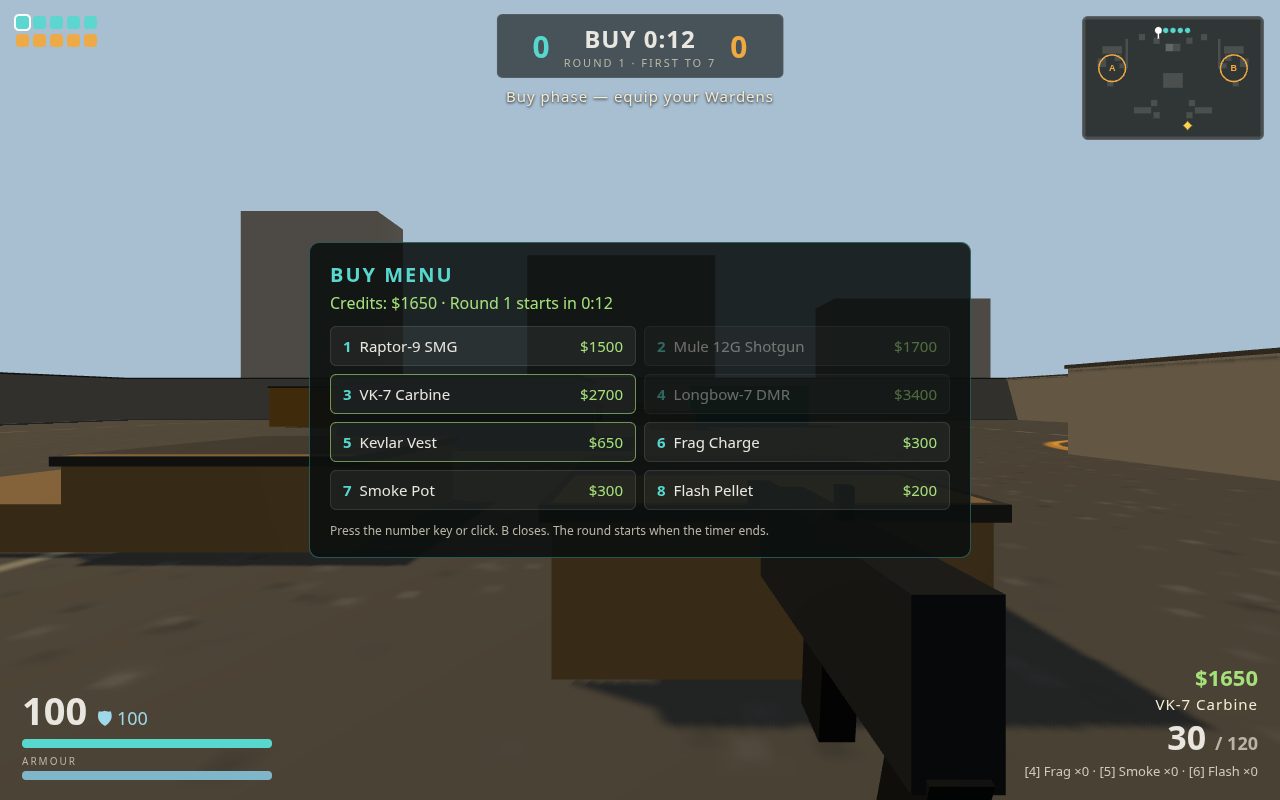 0 BUY 0:12 0
ROUND 1 · FIRST TO 7
Buy phase — equip your Wardens
A B
BUY MENU
Credits: $1650 · Round 1 starts in 0:12
1 Raptor-9 SMG $1500
2 Mule 12G Shotgun $1700
3 VK-7 Carbine $2700
4 Longbow-7 DMR $3400
5 Kevlar Vest $650
6 Frag Charge $300
7 Smoke Pot $300
8 Flash Pellet $200
Press the number key or click. B closes. The round starts when the timer ends.
100 100
ARMOUR
$1650
VK-7 Carbine
30 / 120
[4] Frag ×0 · [5] Smoke ×0 · [6] Flash ×0